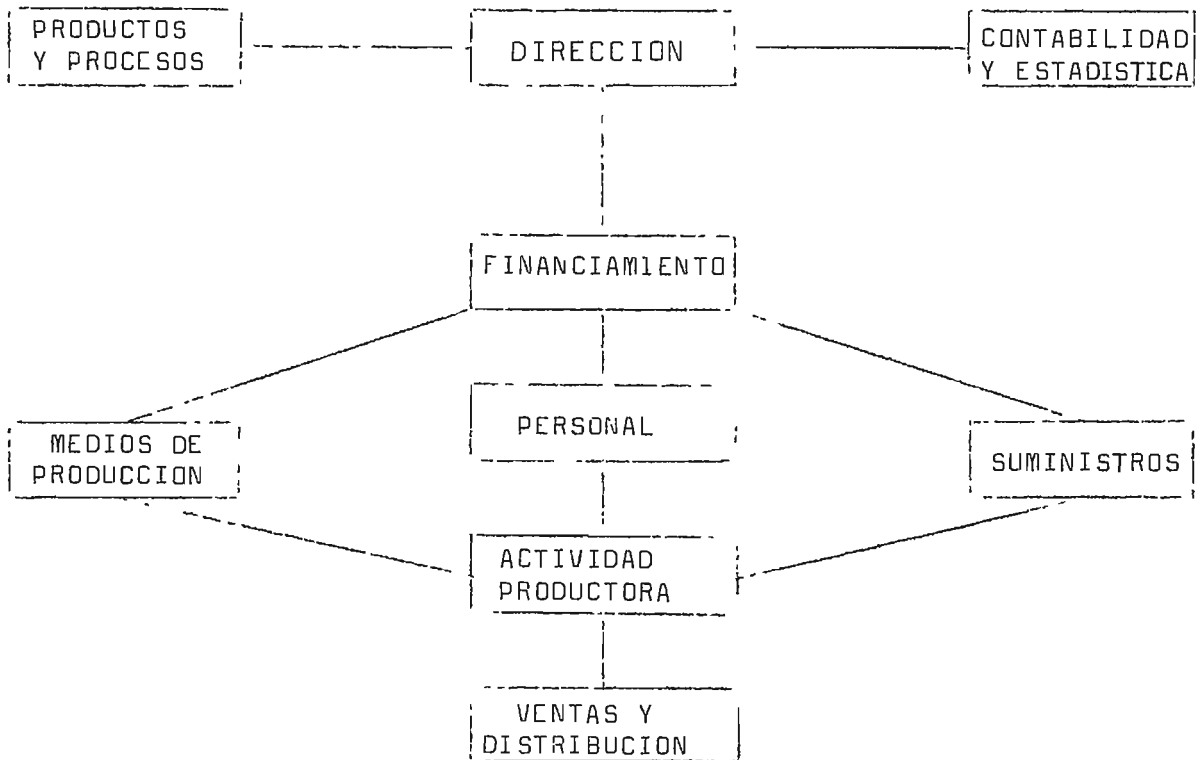 PRODUCTOS
Y PROCESOS
DIRECCION
CONTABILIDAD
Y ESTADISTICA
FINANCIAMIENTO
MEDIOS DE
PRODUCCION
PERSONAL
SUMINISTROS
ACTIVIDAD
PRODUCTORA
VENTAS Y
DISTRIBUCION